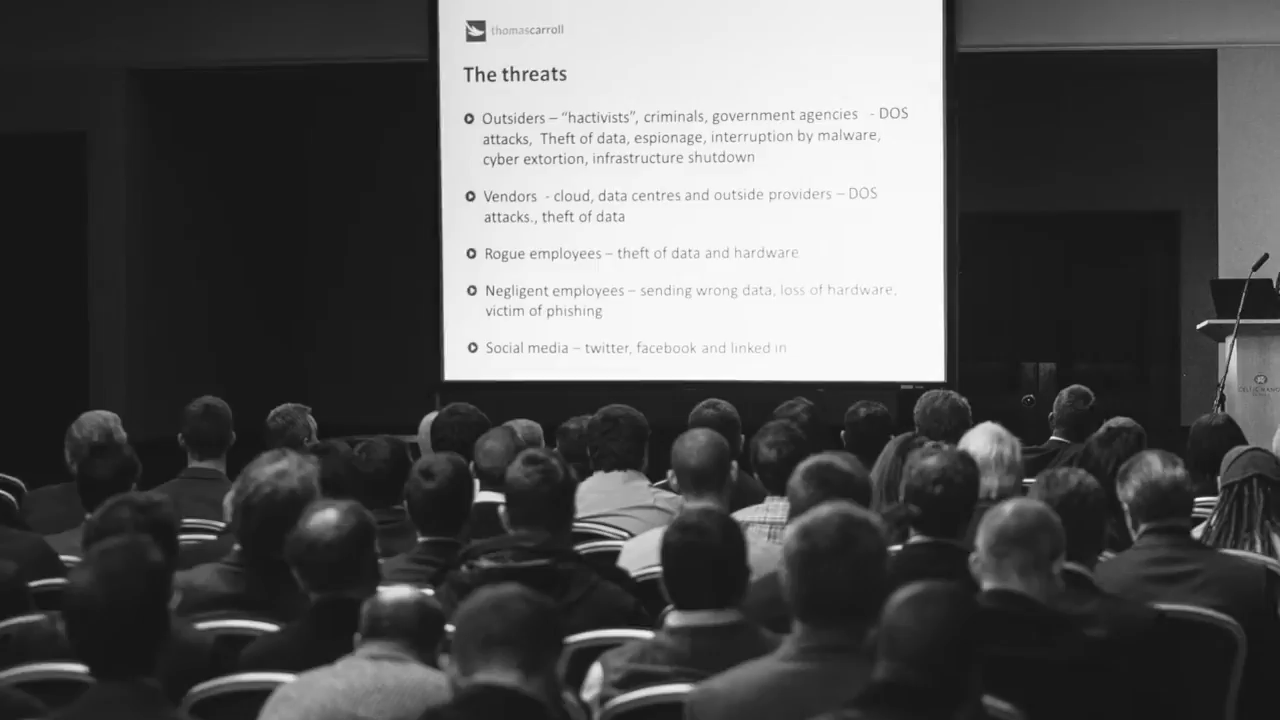 thomascarroll
The threats
Outsiders – “hactivists”, criminals, government agencies - DOS
attacks, Theft of data, espionage, interruption by malware,
cyber extortion, infrastructure shutdown
Vendors - cloud, data centres and outside providers – DOS
attacks., theft of data
Rogue employees – theft of data and hardware
Negligent employees – sending wrong data, loss of hardware,
victim of phishing
Social media – twitter, facebook and linked in